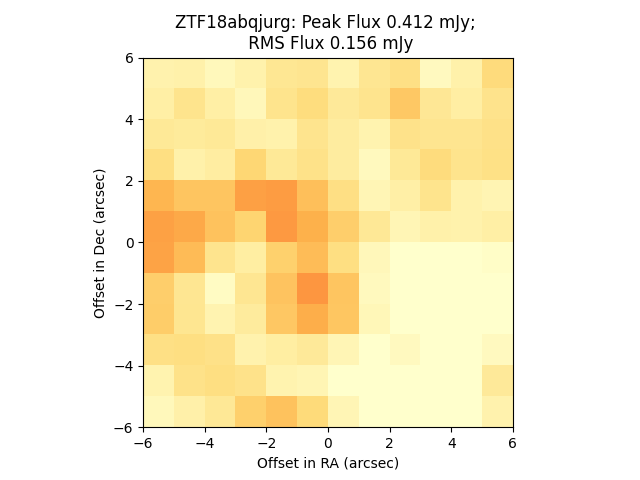 ZTF18abqjurg: Peak Flux 0.412 mJy;
RMS Flux 0.156 mJy
6
4
2
0
−2
−4
−6
Offset in Dec (arcsec)
−6 −4 −2 0 2 4 6
Offset in RA (arcsec)